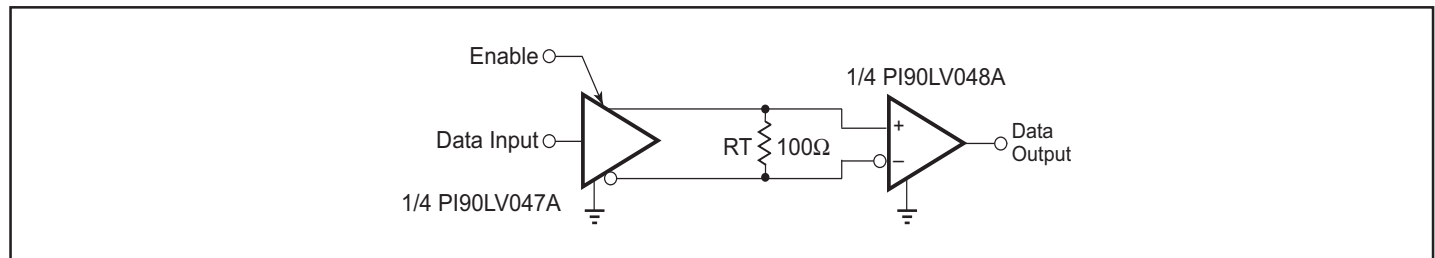 Enable
1/4 PI90LV048A
Data Input
RT
100Ω
+
–
Data
Output
1/4 PI90LV047A